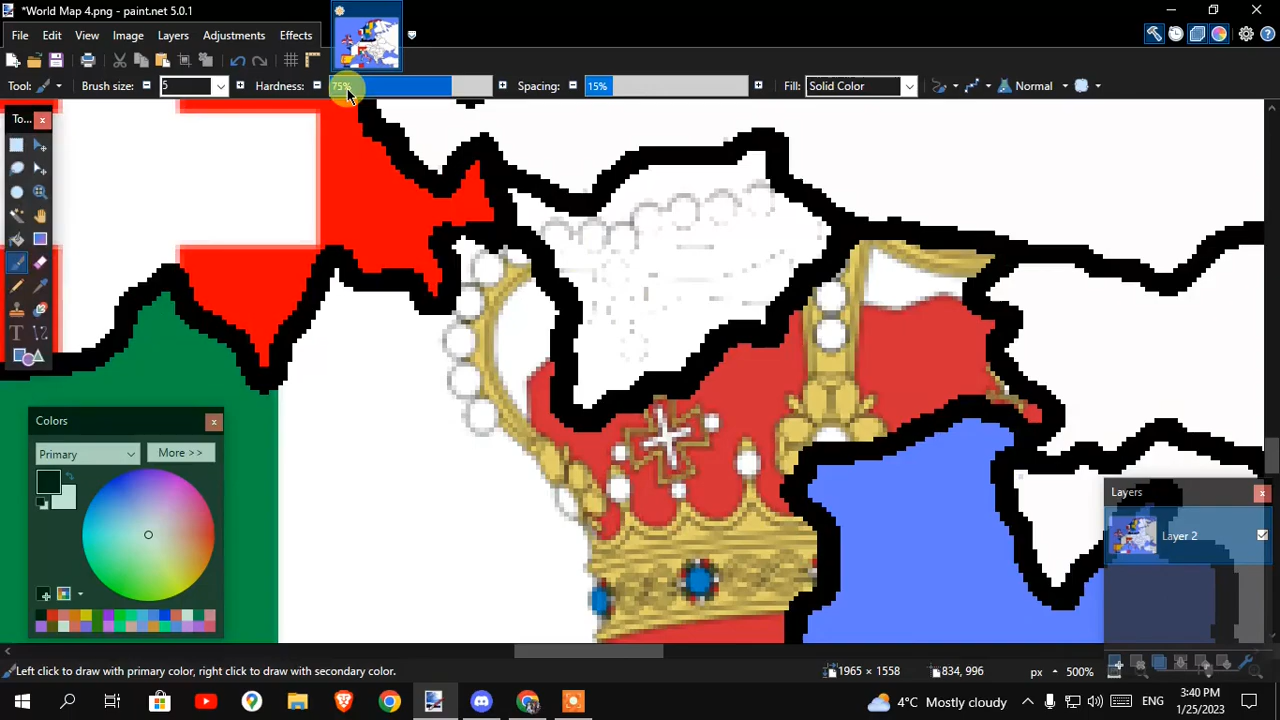 *World Map 4.png - paint.net 5.0.1
File Edit View Image Layers Adjustments Effects
Tool: Brush size: 5 Hardness: 75% Spacing: 15% Fill: Solid Color Normal
To...
Colors
Primary More >>
Layers
Layer 2
Left click to draw with primary color, right click to draw with secondary color. 1965 × 1558 834, 996 px 500%
4°C Mostly cloudy ENG 3:40 PM
1/25/2023